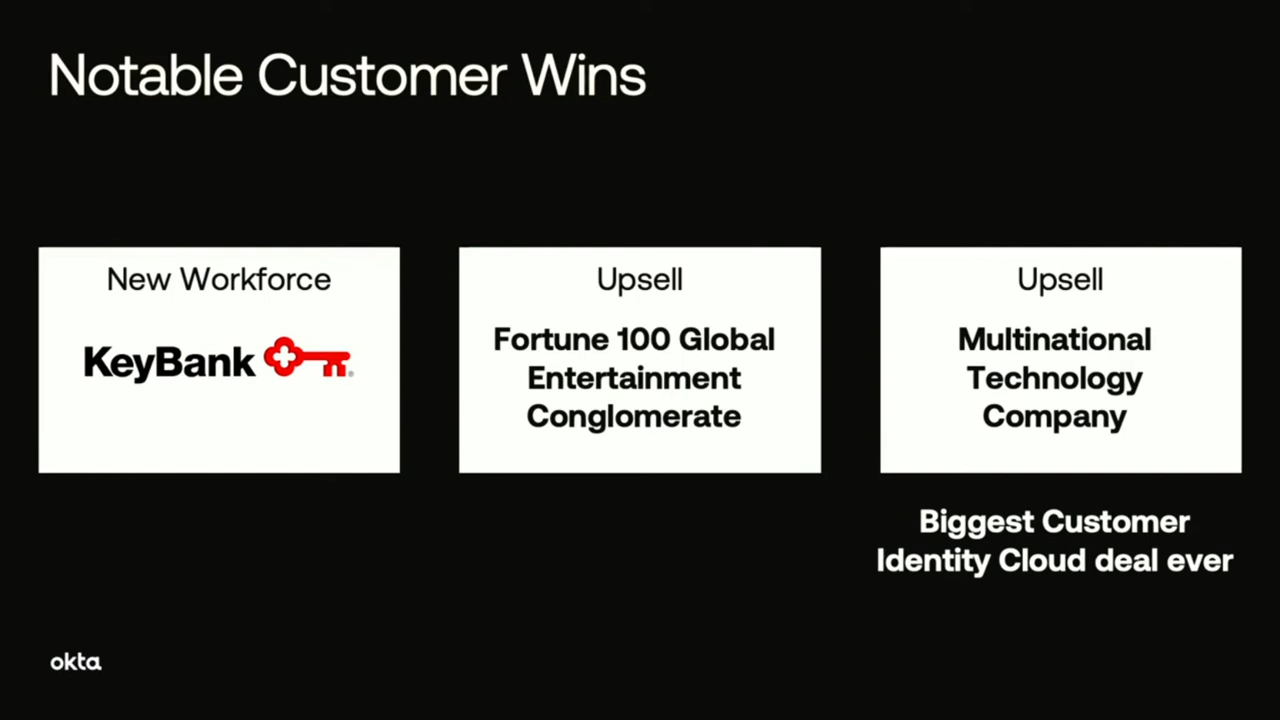 Notable Customer Wins
New Workforce
KeyBank
Upsell
Fortune 100 Global
Entertainment
Conglomerate
Upsell
Multinational
Technology
Company
Biggest Customer
Identity Cloud deal ever
okta